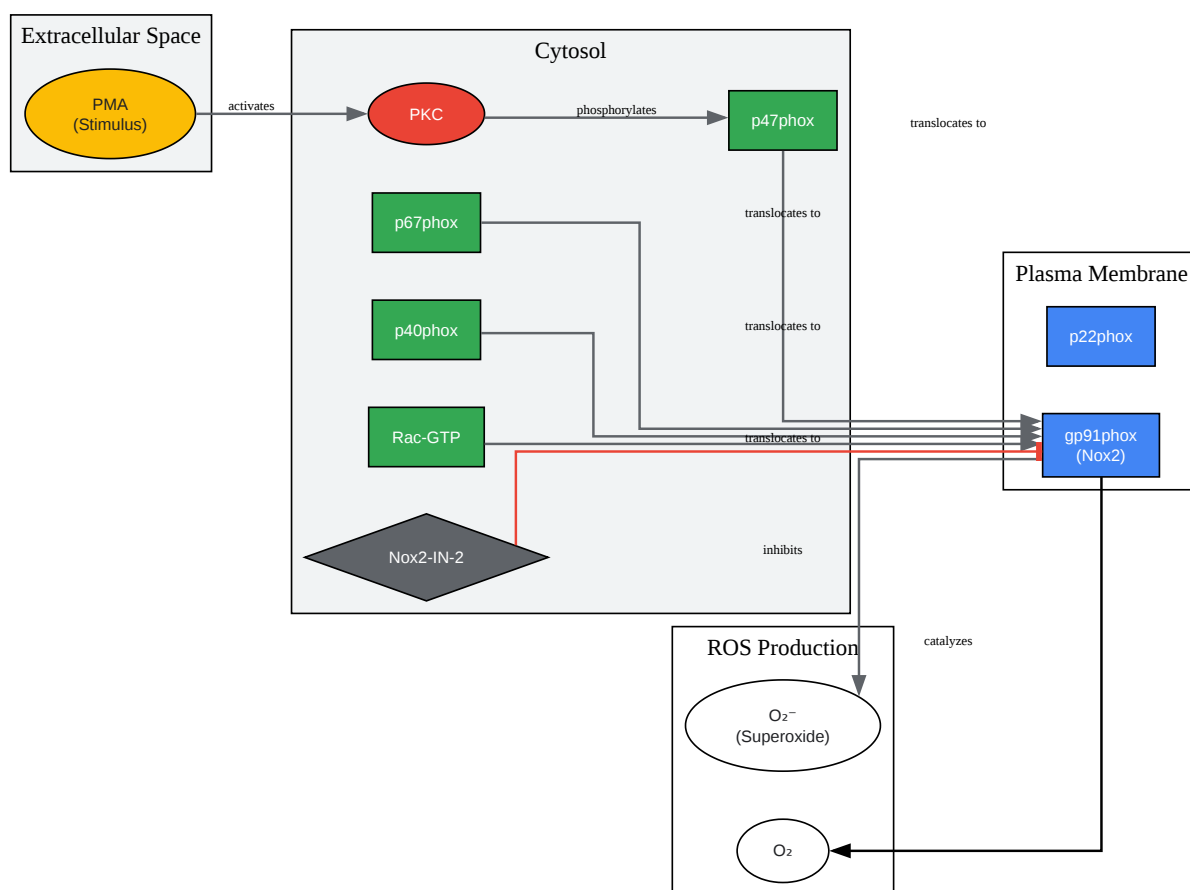 Extracellular Space
PMA
(Stimulus)
activates
Cytosol
PKC
phosphorylates
p47phox
translocates to
p67phox
translocates to
p40phox
translocates to
Rac-GTP
translocates to
Nox2-IN-2
inhibits
Plasma Membrane
p22phox
gp91phox
(Nox2)
ROS Production
catalyzes
O₂⁻
(Superoxide)
O₂